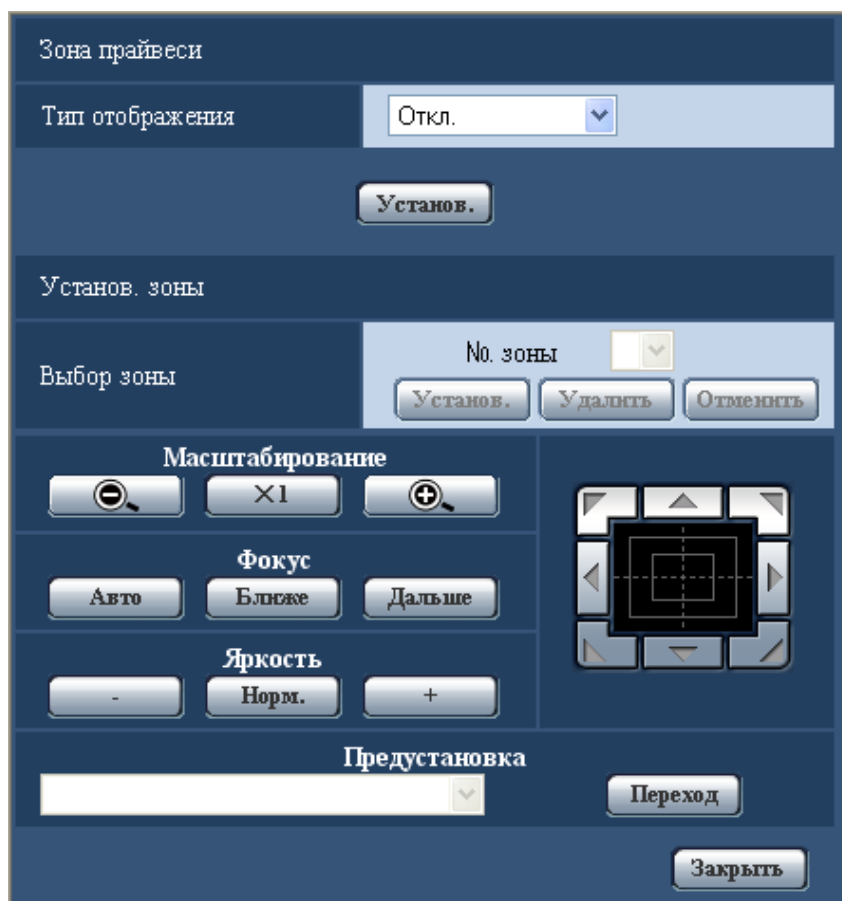 Зона прайвеси
Тип отображения
Откл.
Установ.
Установ. зоны
Выбор зоны
No. зоны
Установ. Удалить Отменить
Масштабирование
×1
Фокус
Авто Ближе Дальше
Яркость
- Норм. +
Предустановка
Переход
Закрыть